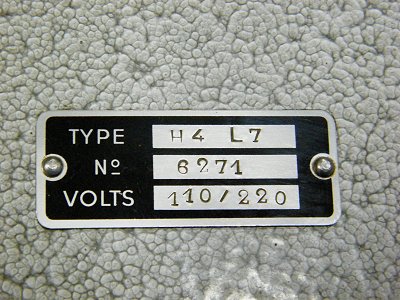 TYPE H4 L7
Nº 6271
VOLTS 110/220